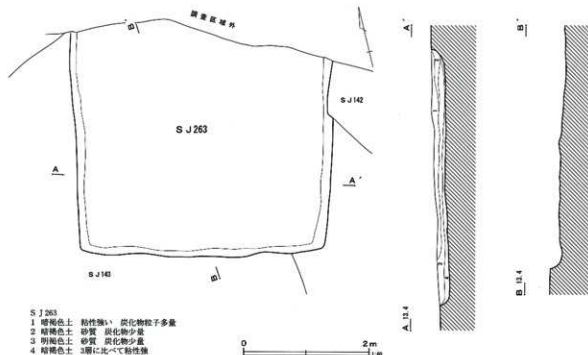 調査区域外
B'
SJ142
SJ263
A
A'
SJ143
B
SJ263
1 暗褐色土 粘性強い 炭化物粒子多量
2 暗褐色土 砂質 炭化物少量
3 明褐色土 砂質 炭化物少量
4 暗褐色土 3層に比べて粘性強
0 2m
A'
A 13.4
B'
B 13.4